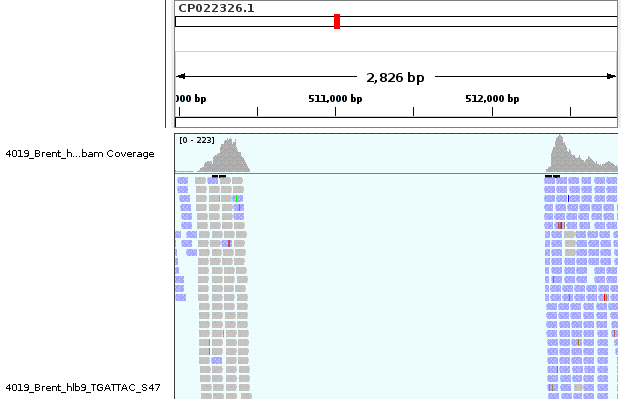 CP022326.1
2,826 bp
000 bp
511,000 bp
512,000 bp
[0 - 223]
4019_Brent_h...bam Coverage
4019_Brent_hlb9_TGATTAC_S47